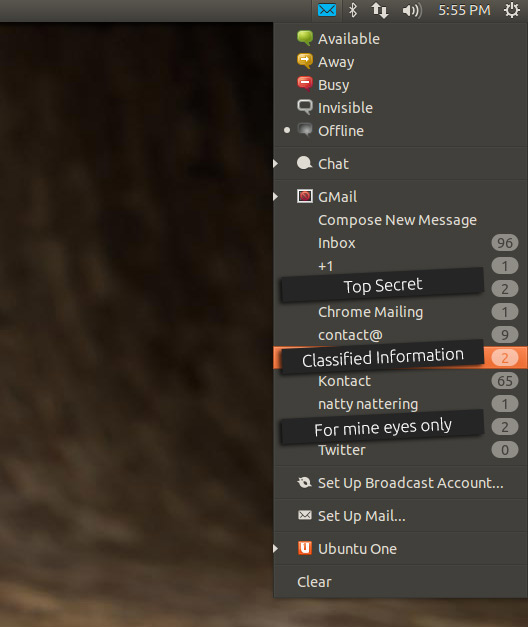 5:55 PM
Available
Away
Busy
Invisible
Offline
Chat
GMail
Compose New Message
Inbox 96
+1 1
Top Secret 2
Chrome Mailing 1
contact@ 9
Classified Information 2
Kontact 65
natty nattering 1
For mine eyes only 2
Twitter 0
Set Up Broadcast Account...
Set Up Mail...
Ubuntu One
Clear